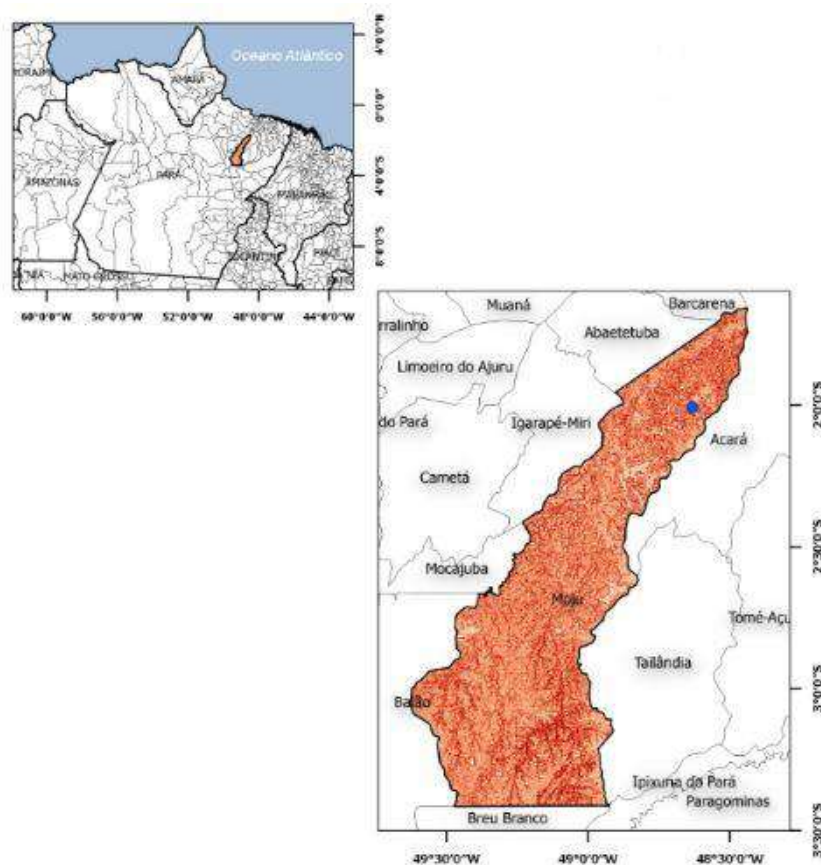 4°0'0"N
Oceano Atlântico
AMAPÁ
0°0'0"
PARÁ
AMAZONAS
4°0'0"S
MARANHÃO
TOCANTINS
8°0'0"S
MATO GROSSO
60°0'0"W 56°0'0"W 52°0'0"W 48°0'0"W 44°0'0"W
Muaná
Barcarena
Abaetetuba
Limoeiro do Ajuru
2°0'0"S
do Pará
Igarapé-Miri
Acará
Cametá
2°30'0"S
Mocajuba
Moju
Tomé-Açu
Tailândia
3°0'0"S
Baião
Ipixuna do Pará
Paragominas
Breu Branco
3°30'0"S
49°30'0"W 49°0'0"W 48°30'0"W